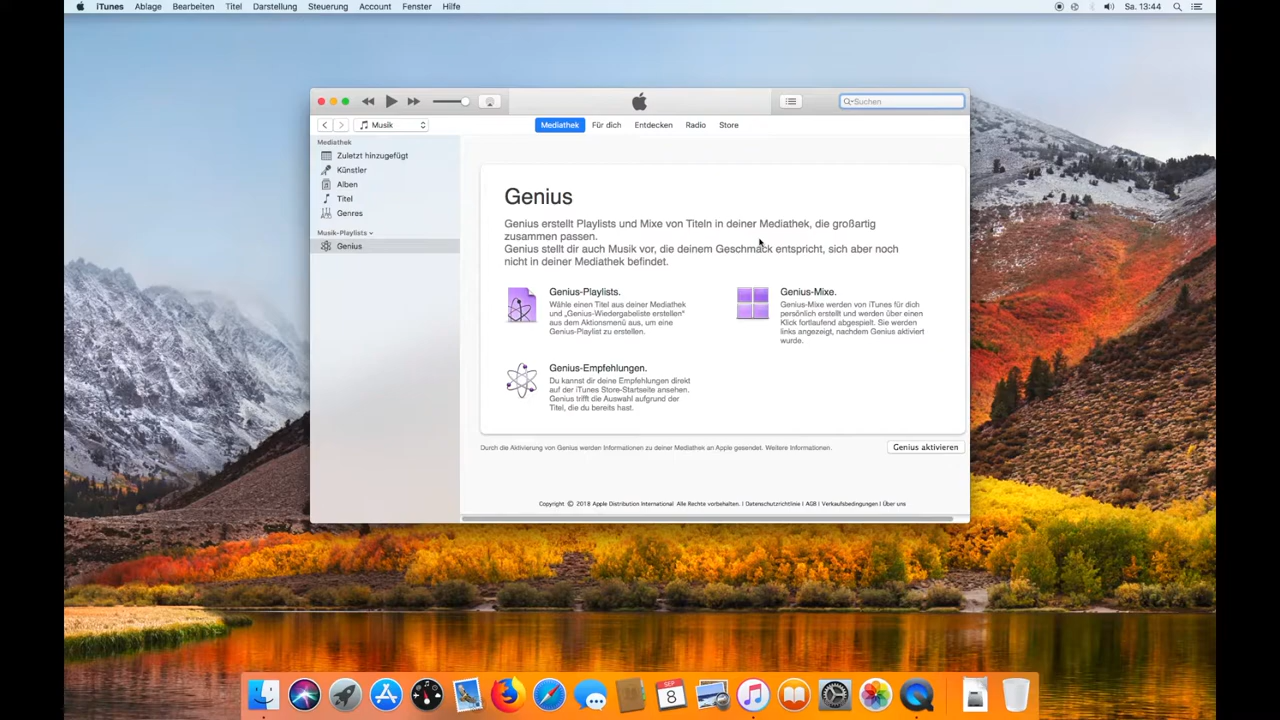 iTunes Ablage Bearbeiten Titel Darstellung Steuerung Account Fenster Hilfe Sa. 13:44
Suchen
Musik Mediathek Für dich Entdecken Radio Store
Mediathek
Zuletzt hinzugefügt
Künstler
Alben
Titel
Genres
Musik-Playlists
Genius
Genius
Genius erstellt Playlists und Mixe von Titeln in deiner Mediathek, die großartig
zusammen passen.
Genius stellt dir auch Musik vor, die deinem Geschmack entspricht, sich aber noch
nicht in deiner Mediathek befindet.
Genius-Playlists.
Wähle einen Titel aus deiner Mediathek
und „Genius-Wiedergabeliste erstellen“
aus dem Aktionsmenü aus, um eine
Genius-Playlist zu erstellen.
Genius-Mixe.
Genius-Mixe werden von iTunes für dich
persönlich erstellt und werden über einen
Klick fortlaufend abgespielt. Sie werden
links angezeigt, nachdem Genius aktiviert
wurde.
Genius-Empfehlungen.
Du kannst dir deine Empfehlungen direkt
auf der iTunes Store-Startseite ansehen.
Genius trifft die Auswahl aufgrund der
Titel, die du bereits hast.
Durch die Aktivierung von Genius werden Informationen zu deiner Mediathek an Apple gesendet. Weitere Informationen.
Genius aktivieren
Copyright © 2018 Apple Distribution International Alle Rechte vorbehalten. | Datenschutzrichtlinie | AGB | Verkaufsbedingungen | Über uns
SEP
8